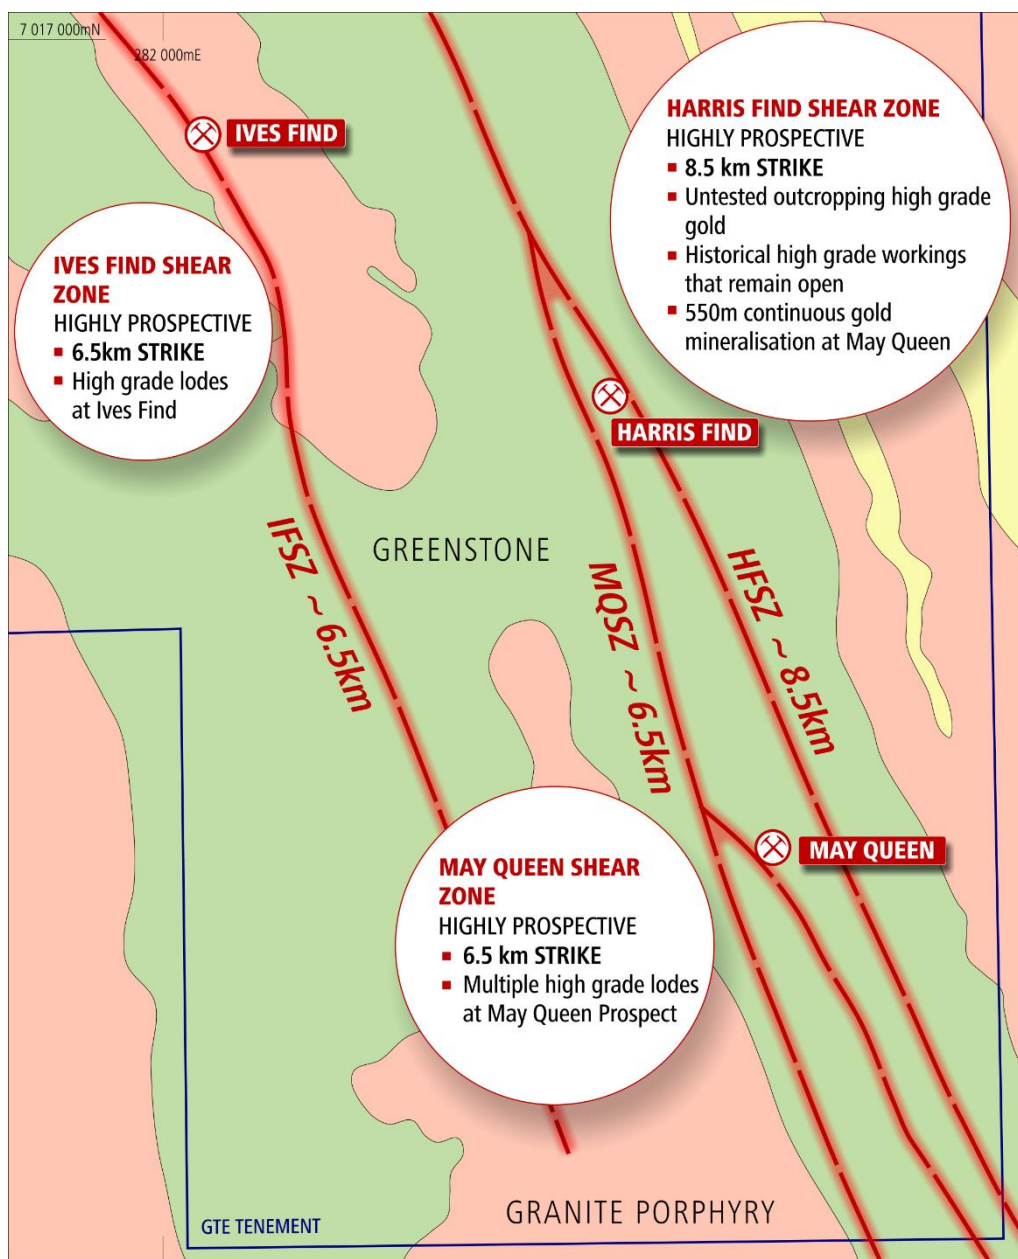 7 017 000mN
282 000mE
IVES FIND
HARRIS FIND SHEAR ZONE
HIGHLY PROSPECTIVE
▪ 8.5 km STRIKE
▪ Untested outcropping high grade
gold
▪ Historical high grade workings
that remain open
▪ 550m continuous gold
mineralisation at May Queen
IVES FIND SHEAR
ZONE
HIGHLY PROSPECTIVE
▪ 6.5km STRIKE
▪ High grade lodes
at Ives Find
HARRIS FIND
GREENSTONE
IFSZ ~ 6.5km
MQSZ ~ 6.5km
HFSZ ~ 8.5km
MAY QUEEN
MAY QUEEN SHEAR
ZONE
HIGHLY PROSPECTIVE
▪ 6.5 km STRIKE
▪ Multiple high grade lodes
at May Queen Prospect
GRANITE PORPHYRY
GTE TENEMENT